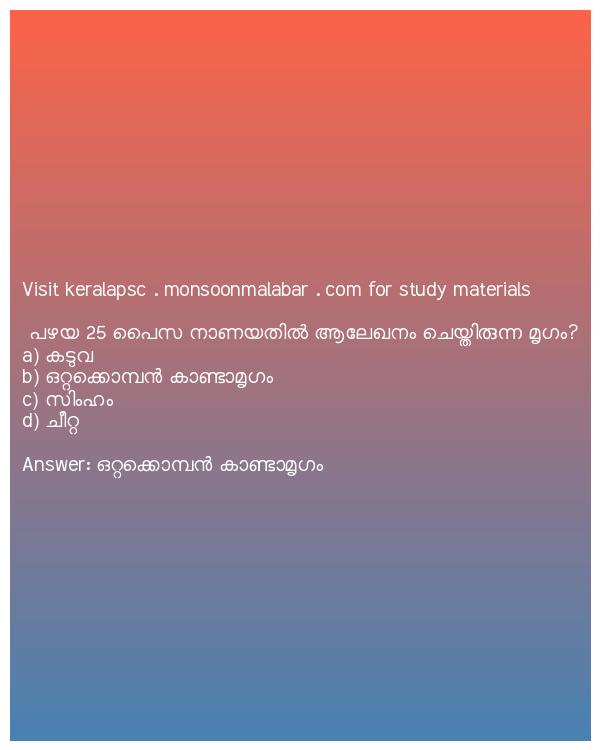 Visit keralapsc . monsoonmalabar . com for study materials
പഴയ 25 പൈസ നാണയതിൽ ആലേഖനം ചെയ്തിരുന്ന മൃഗം?
a) കടുവ
b) ഒറ്റക്കൊമ്പൻ കാണ്ടാമൃഗം
c) സിംഹം
d) ചീറ്റ
Answer: ഒറ്റക്കൊമ്പൻ കാണ്ടാമൃഗം